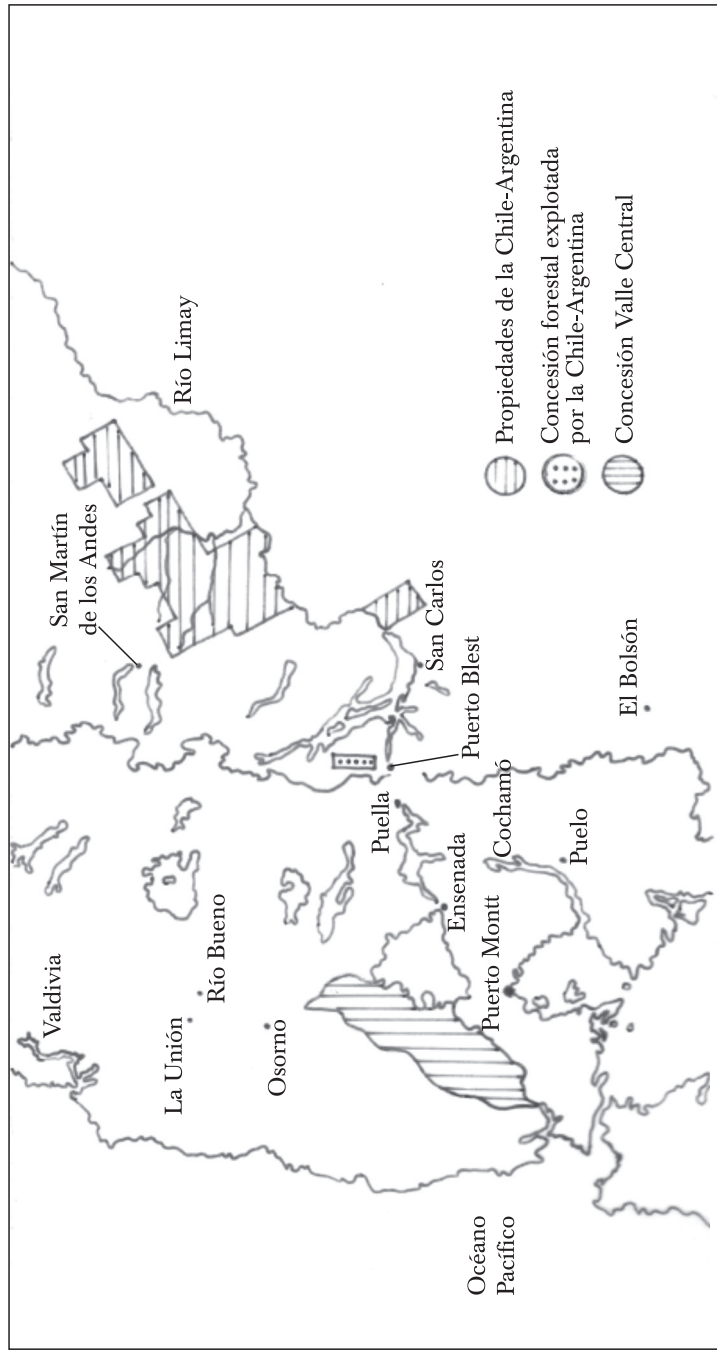 Valdivia
San Martín
de los Andes
La Unión
Río Bueno
Río Limay
Osorno
Puella
San Carlos
Puerto Blest
Ensenada
Cochamó
Puerto Montt
Puelo
El Bolsón
Océano
Pacífico
Propiedades de la Chile-Argentina
Concesión forestal explotada
por la Chile-Argentina
Concesión Valle Central